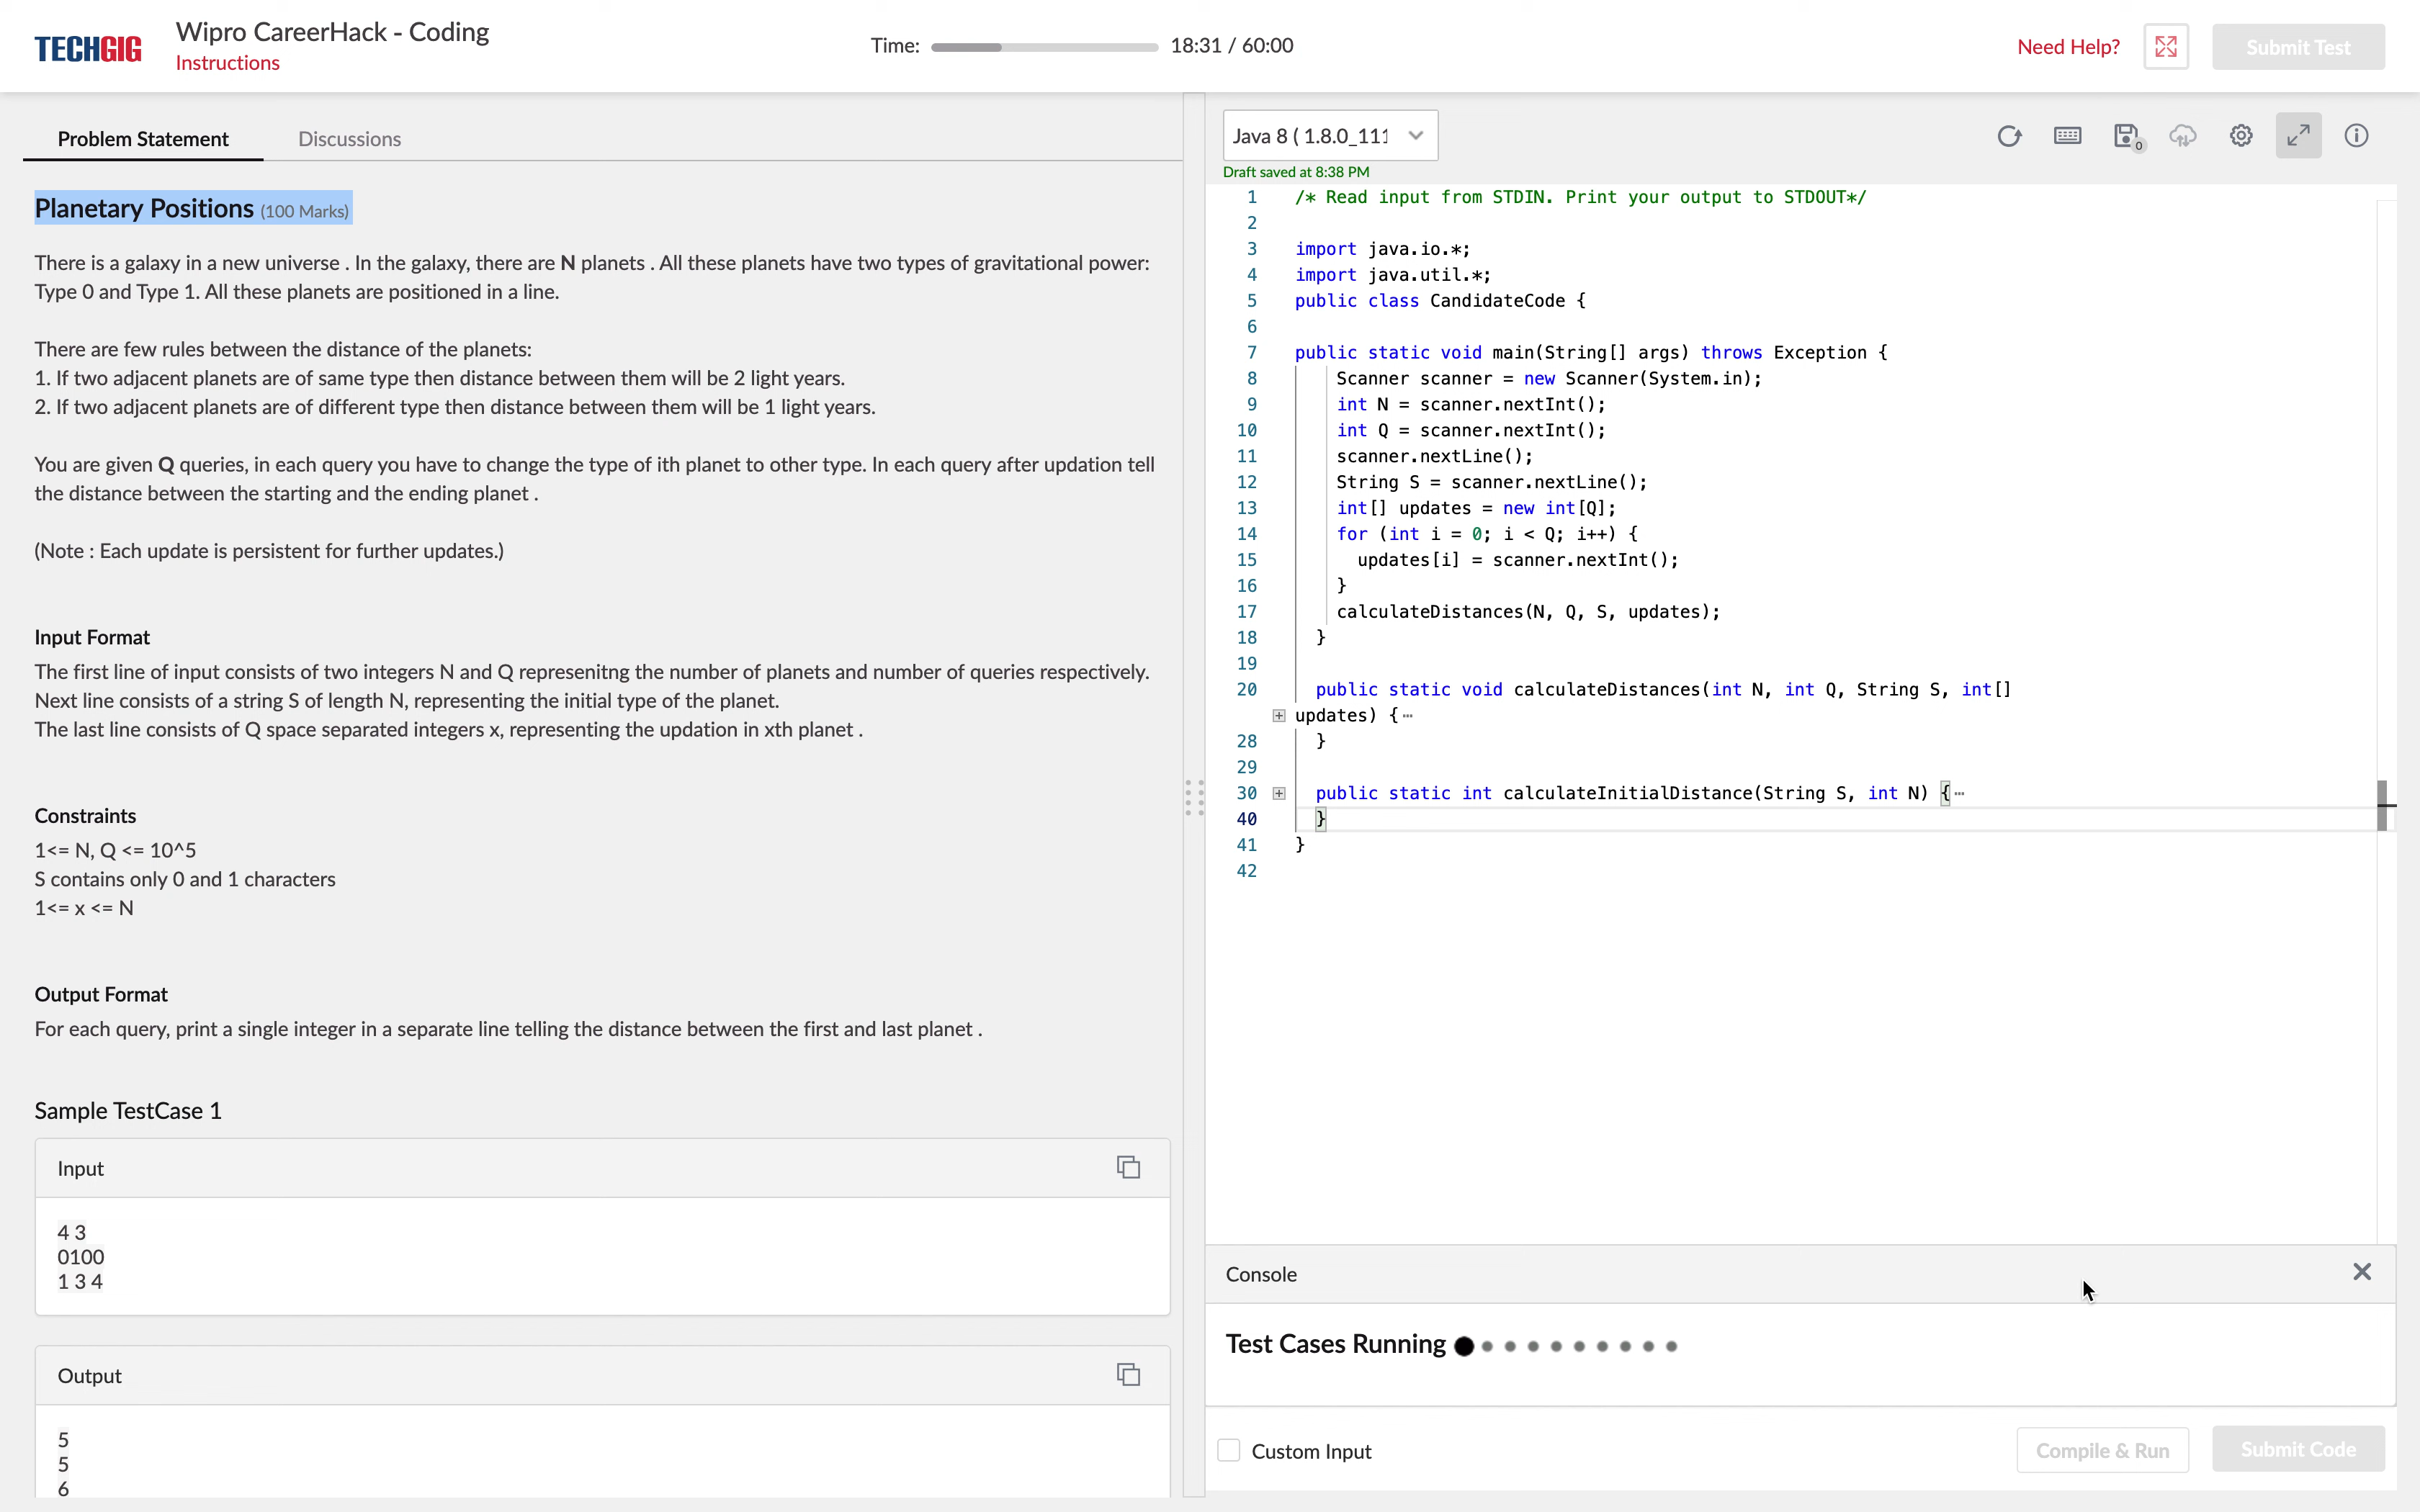 TECHGIG
Wipro CareerHack - Coding
Instructions
Time:
18:31 / 60:00
Need Help?
Submit Test
Problem Statement
Discussions
Planetary Positions (100 Marks)
There is a galaxy in a new universe . In the galaxy, there are N planets . All these planets have two types of gravitational power:
Type 0 and Type 1. All these planets are positioned in a line.
There are few rules between the distance of the planets:
1. If two adjacent planets are of same type then distance between them will be 2 light years.
2. If two adjacent planets are of different type then distance between them will be 1 light years.
You are given Q queries, in each query you have to change the type of ith planet to other type. In each query after updation tell
the distance between the starting and the ending planet .
(Note : Each update is persistent for further updates.)
Input Format
The first line of input consists of two integers N and Q represenitng the number of planets and number of queries respectively.
Next line consists of a string S of length N, representing the initial type of the planet.
The last line consists of Q space separated integers x, representing the updation in xth planet .
Constraints
1<= N, Q <= 10^5
S contains only 0 and 1 characters
1<= x <= N
Output Format
For each query, print a single integer in a separate line telling the distance between the first and last planet .
Sample TestCase 1
Input
4 3
0100
1 3 4
Output
5
5
6
Java 8 ( 1.8.0_111
0
Draft saved at 8:38 PM
1 /* Read input from STDIN. Print your output to STDOUT*/
2
3 import java.io.*;
4 import java.util.*;
5 public class CandidateCode {
6
7 public static void main(String[] args) throws Exception {
8 Scanner scanner = new Scanner(System.in);
9 int N = scanner.nextInt();
10 int Q = scanner.nextInt();
11 scanner.nextLine();
12 String S = scanner.nextLine();
13 int[] updates = new int[Q];
14 for (int i = 0; i < Q; i++) {
15 updates[i] = scanner.nextInt();
16 }
17 calculateDistances(N, Q, S, updates);
18 }
19
20 public static void calculateDistances(int N, int Q, String S, int[]
updates) {⋯
28 }
29
30 public static int calculateInitialDistance(String S, int N) {⋯
40 }
41 }
42
Console
Test Cases Running
Custom Input
Compile & Run
Submit Code